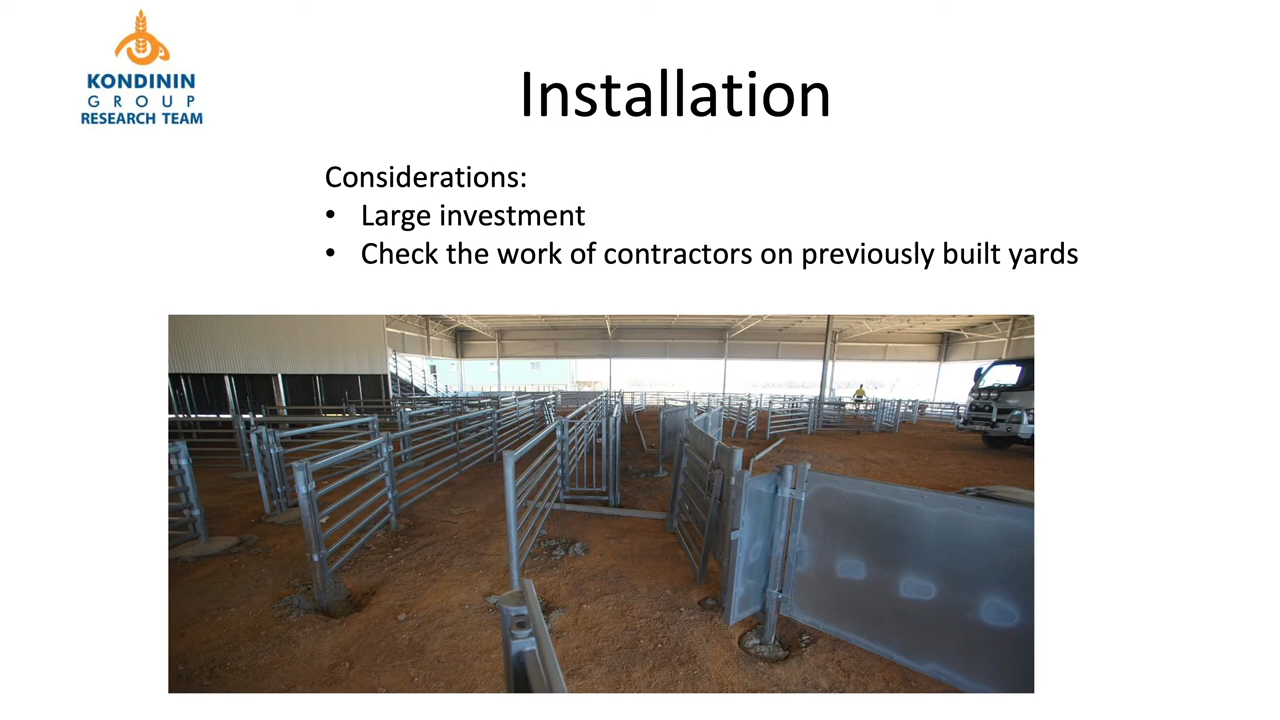 KONDININ
GROUP
RESEARCH TEAM
Installation
Considerations:
• Large investment
• Check the work of contractors on previously built yards